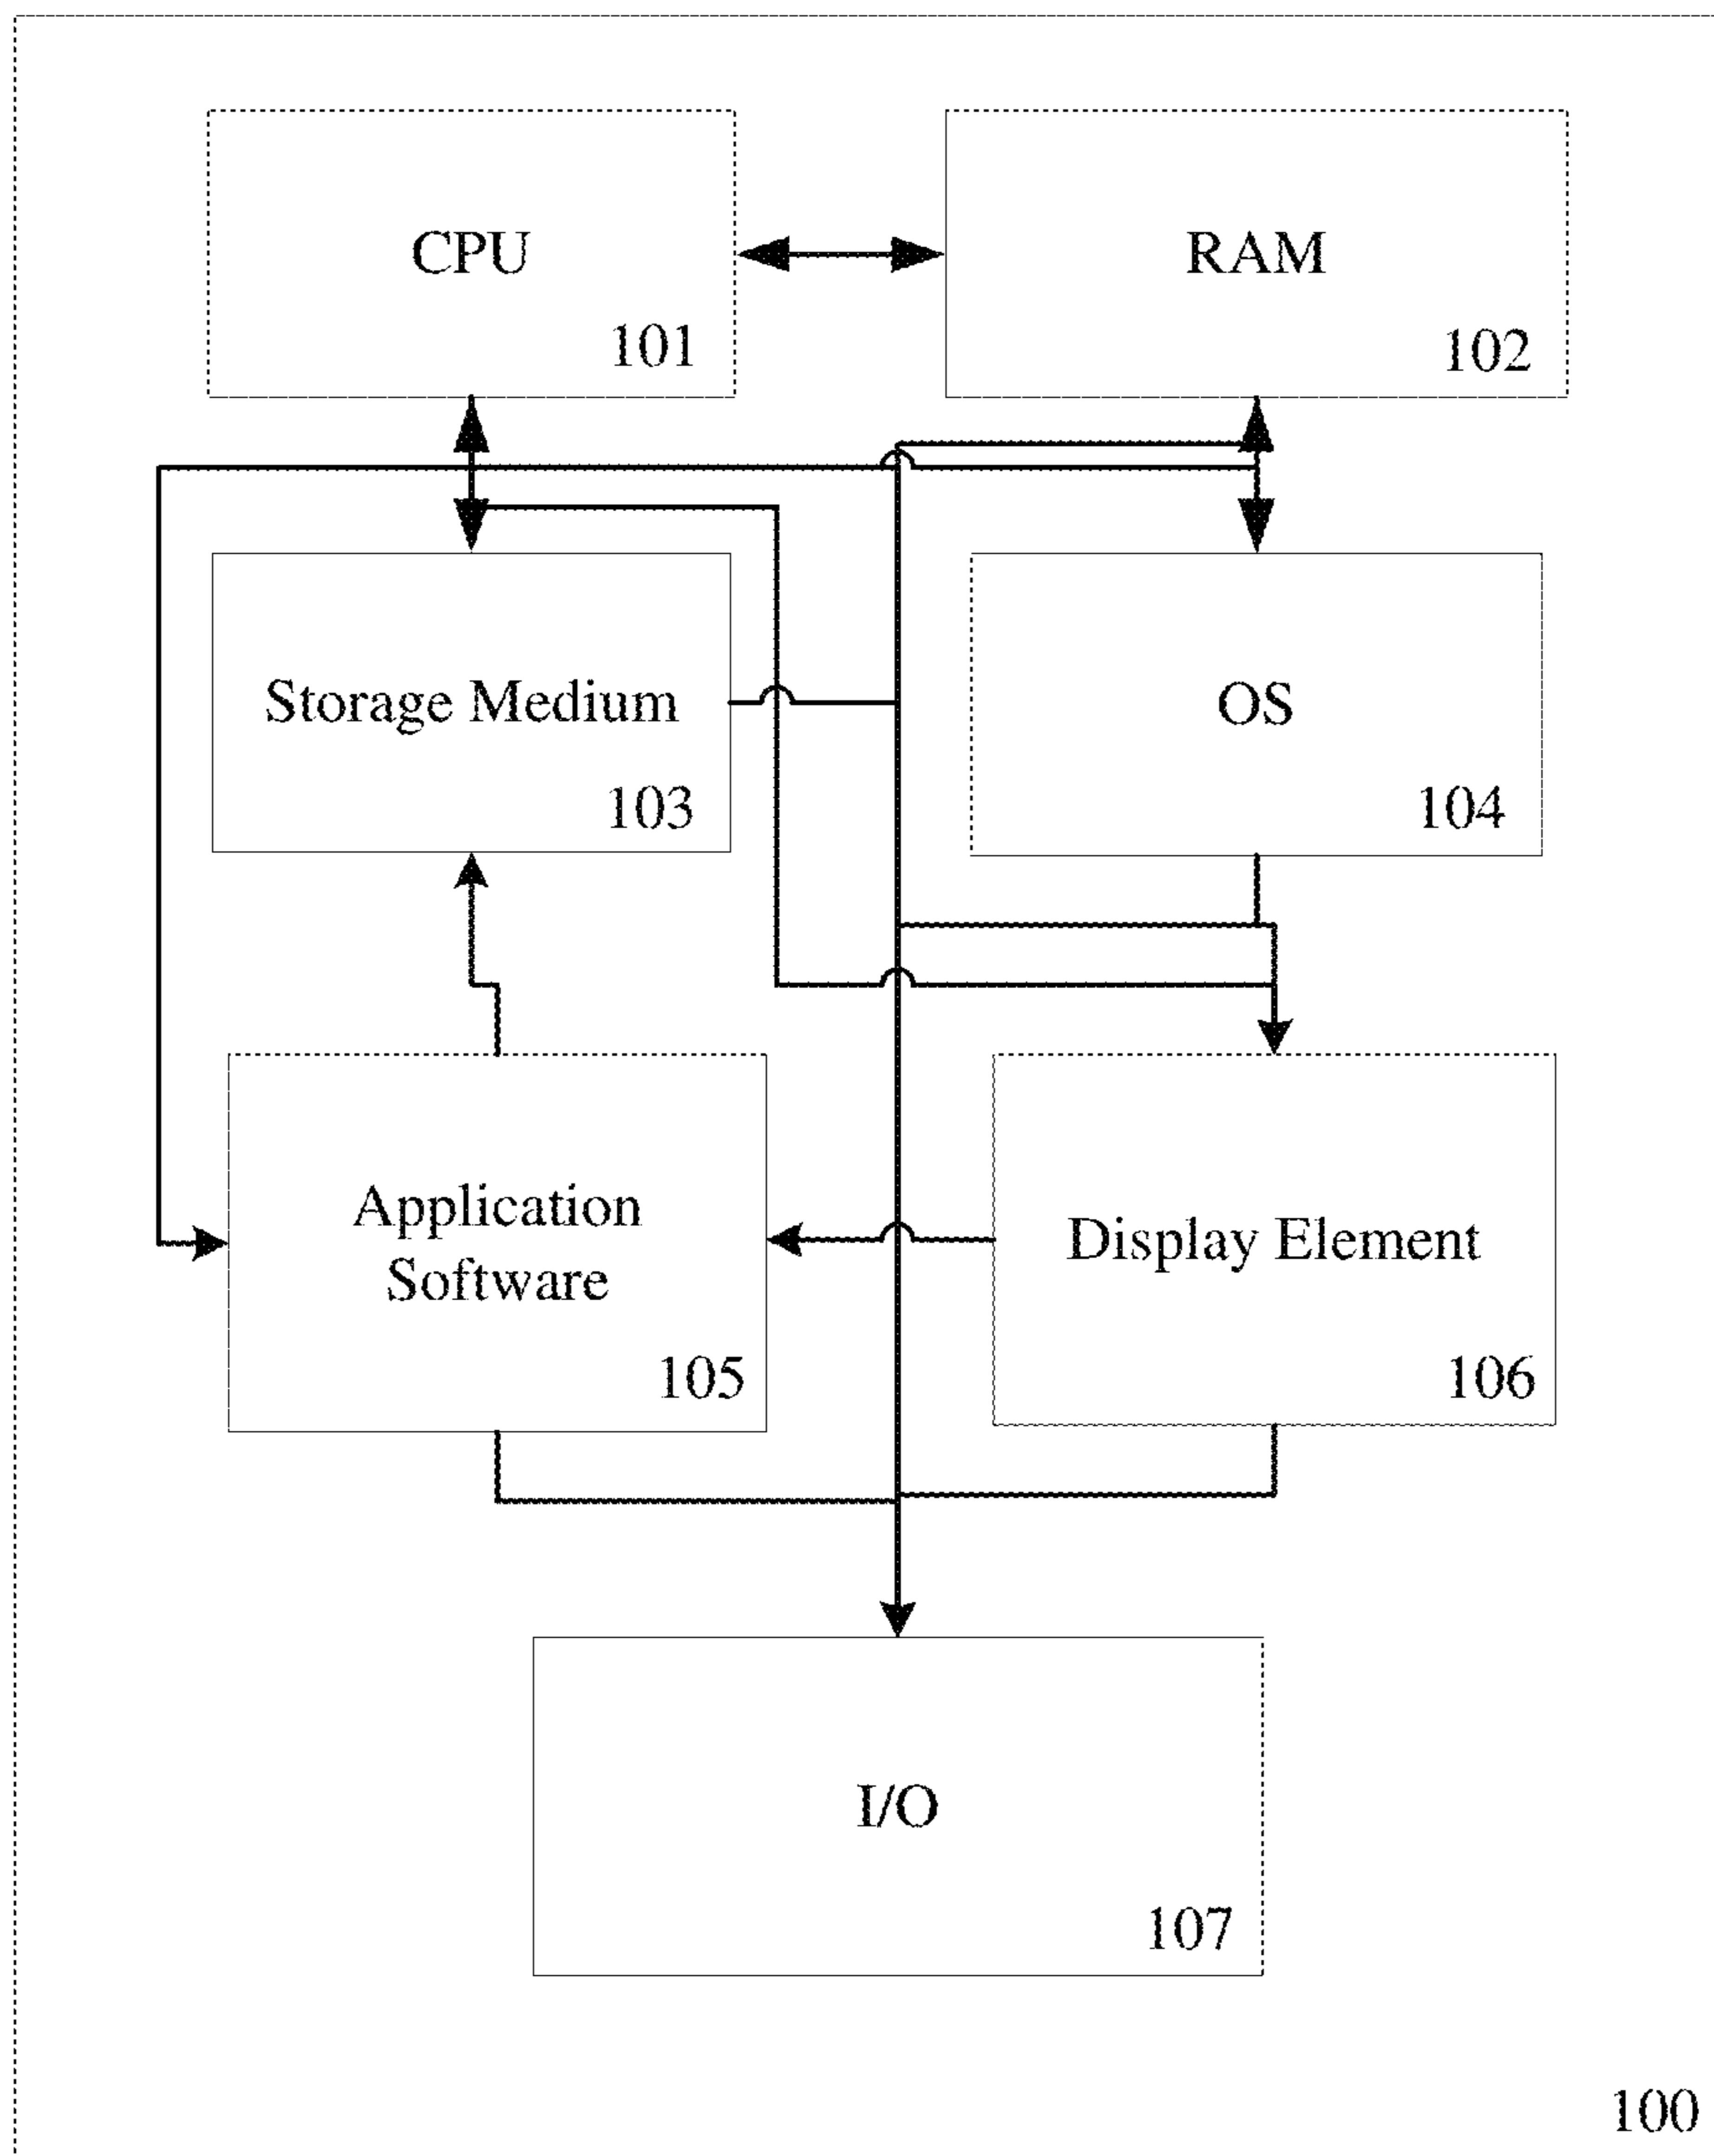 CPU
101
RAM
102
Storage Medium
103
OS
104
Application
Software
105
Display Element
106
I/O
107
100